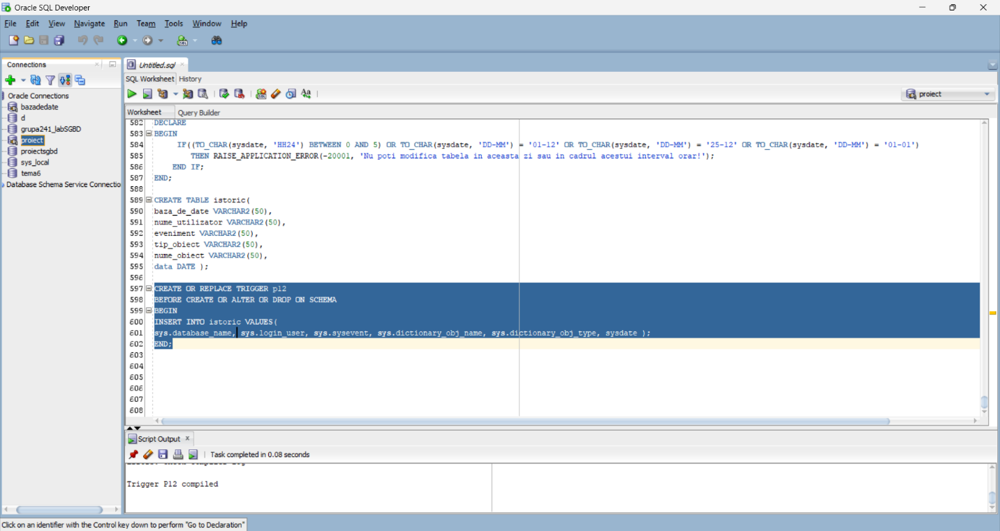 Oracle SQL Developer
File Edit View Navigate Run Team Tools Window Help
Connections
Oracle Connections
bazadedate
d
grupa241_labSGBD
proiect
proiectsgbd
sys_local
tema6
Database Schema Service Connectio
Untitled.sql
SQL Worksheet History
Aa
proiect
Worksheet Query Builder
582 DECLARE
583 BEGIN
584 IF((TO_CHAR(sysdate, 'HH24') BETWEEN 0 AND 5) OR TO_CHAR(sysdate, 'DD-MM') = '01-12' OR TO_CHAR(sysdate, 'DD-MM') = '25-12' OR TO_CHAR(sysdate, 'DD-MM') = '01-01')
585 THEN RAISE_APPLICATION_ERROR(-20001, 'Nu poti modifica tabela in aceasta zi sau in cadrul acestui interval orar!');
586 END IF;
587 END;
588
589 CREATE TABLE istoric(
590 baza_de_date VARCHAR2(50),
591 nume_utilizator VARCHAR2(50),
592 eveniment VARCHAR2(50),
593 tip_obiect VARCHAR2(50),
594 nume_obiect VARCHAR2(50),
595 data DATE );
596
597 CREATE OR REPLACE TRIGGER p12
598 BEFORE CREATE OR ALTER OR DROP ON SCHEMA
599 BEGIN
600 INSERT INTO istoric VALUES(
601 sys.database_name, sys.login_user, sys.sysevent, sys.dictionary_obj_name, sys.dictionary_obj_type, sysdate );
602 END;
603
604
605
606
607
608
Script Output
Task completed in 0.08 seconds
Trigger P12 compiled
Click on an identifier with the Control key down to perform "Go to Declaration"